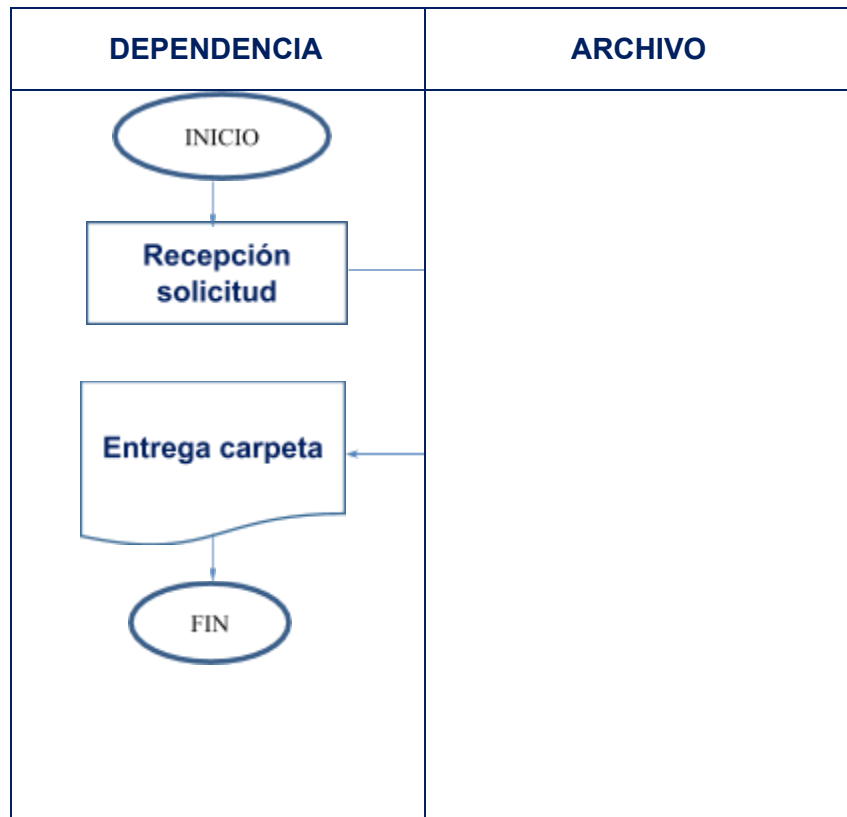 DEPENDENCIA
ARCHIVO
INICIO
Recepción
solicitud
Entrega carpeta
FIN